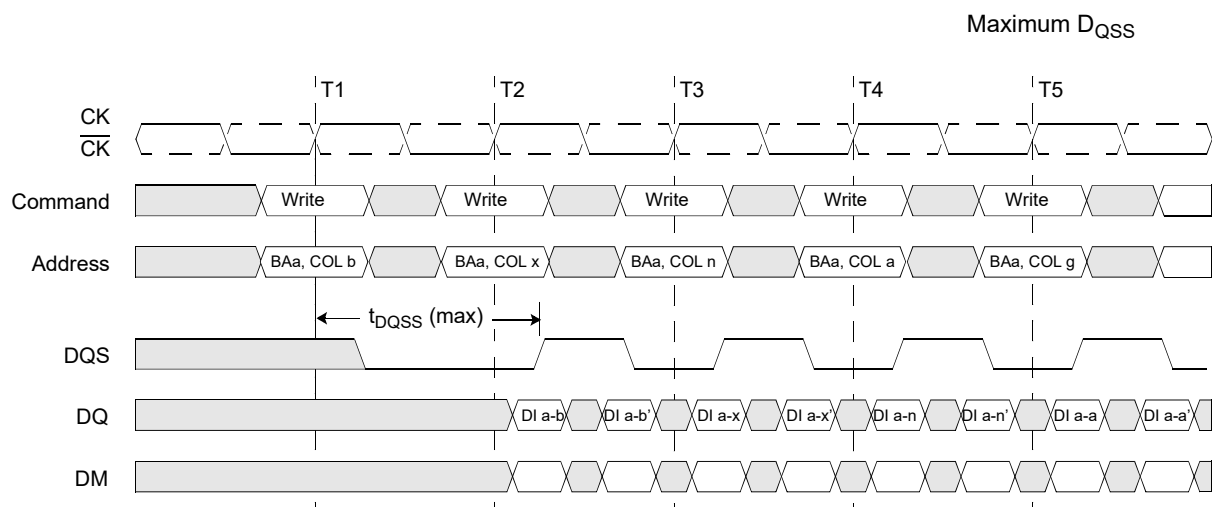 Maximum DQSS
T1 T2 T3 T4 T5
CK
CK
Command Write Write Write Write Write
Address BAa, COL b BAa, COL x BAa, COL n BAa, COL a BAa, COL g
tDQSS (max)
DQS
DQ DI a-b DI a-b’ DI a-x DI a-x’ DI a-n DI a-n’ DI a-a DI a-a’
DM